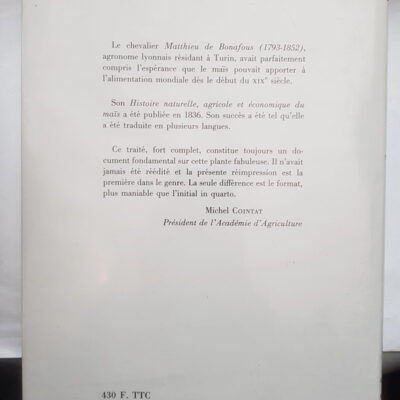 Le chevalier Matthieu de Bonafous (1793-1852),
agronome lyonnais résidant à Turin, avait parfaitement
compris l'espérance que le maïs pouvait apporter à
l'alimentation mondiale dès le début du XIXe siècle.
Son Histoire naturelle, agricole et économique du
maïs a été publiée en 1836. Son succès a été tel qu'elle
a été traduite en plusieurs langues.
Ce traité, fort complet, constitue toujours un do-
cument fondamental sur cette plante fabuleuse. Il n'avait
jamais été réédité et la présente réimpression est la
première dans le genre. La seule différence est le format,
plus maniable que l'initial in quarto.
Michel COINTAT
Président de l'Académie d'Agriculture
430 F. TTC